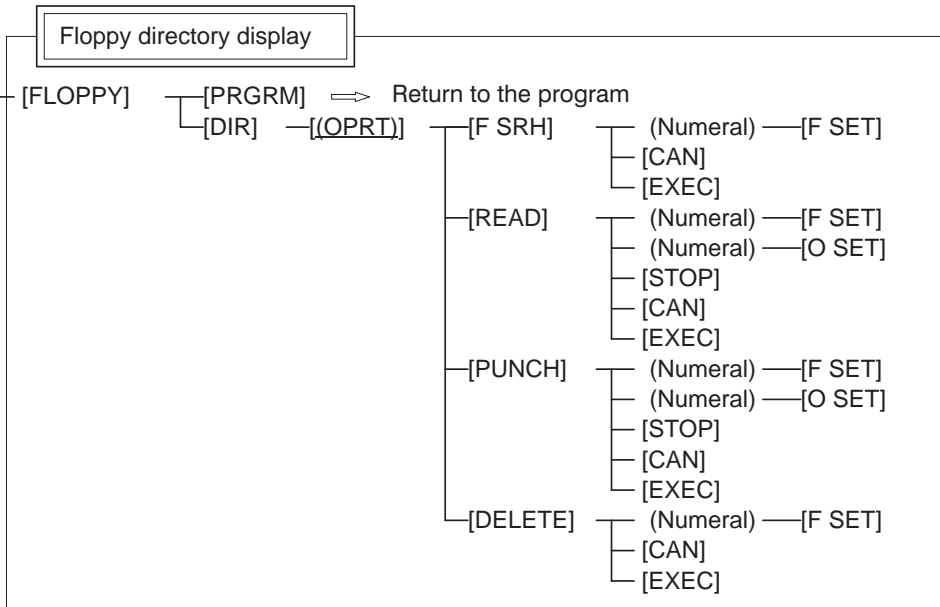 Floppy directory display
[FLOPPY] [PRGRM] Return to the program
[DIR] [(OPRT)] [F SRH] (Numeral) [F SET]
[CAN]
[EXEC]
[READ] (Numeral) [F SET]
(Numeral) [O SET]
[STOP]
[CAN]
[EXEC]
[PUNCH] (Numeral) [F SET]
(Numeral) [O SET]
[STOP]
[CAN]
[EXEC]
[DELETE] (Numeral) [F SET]
[CAN]
[EXEC]